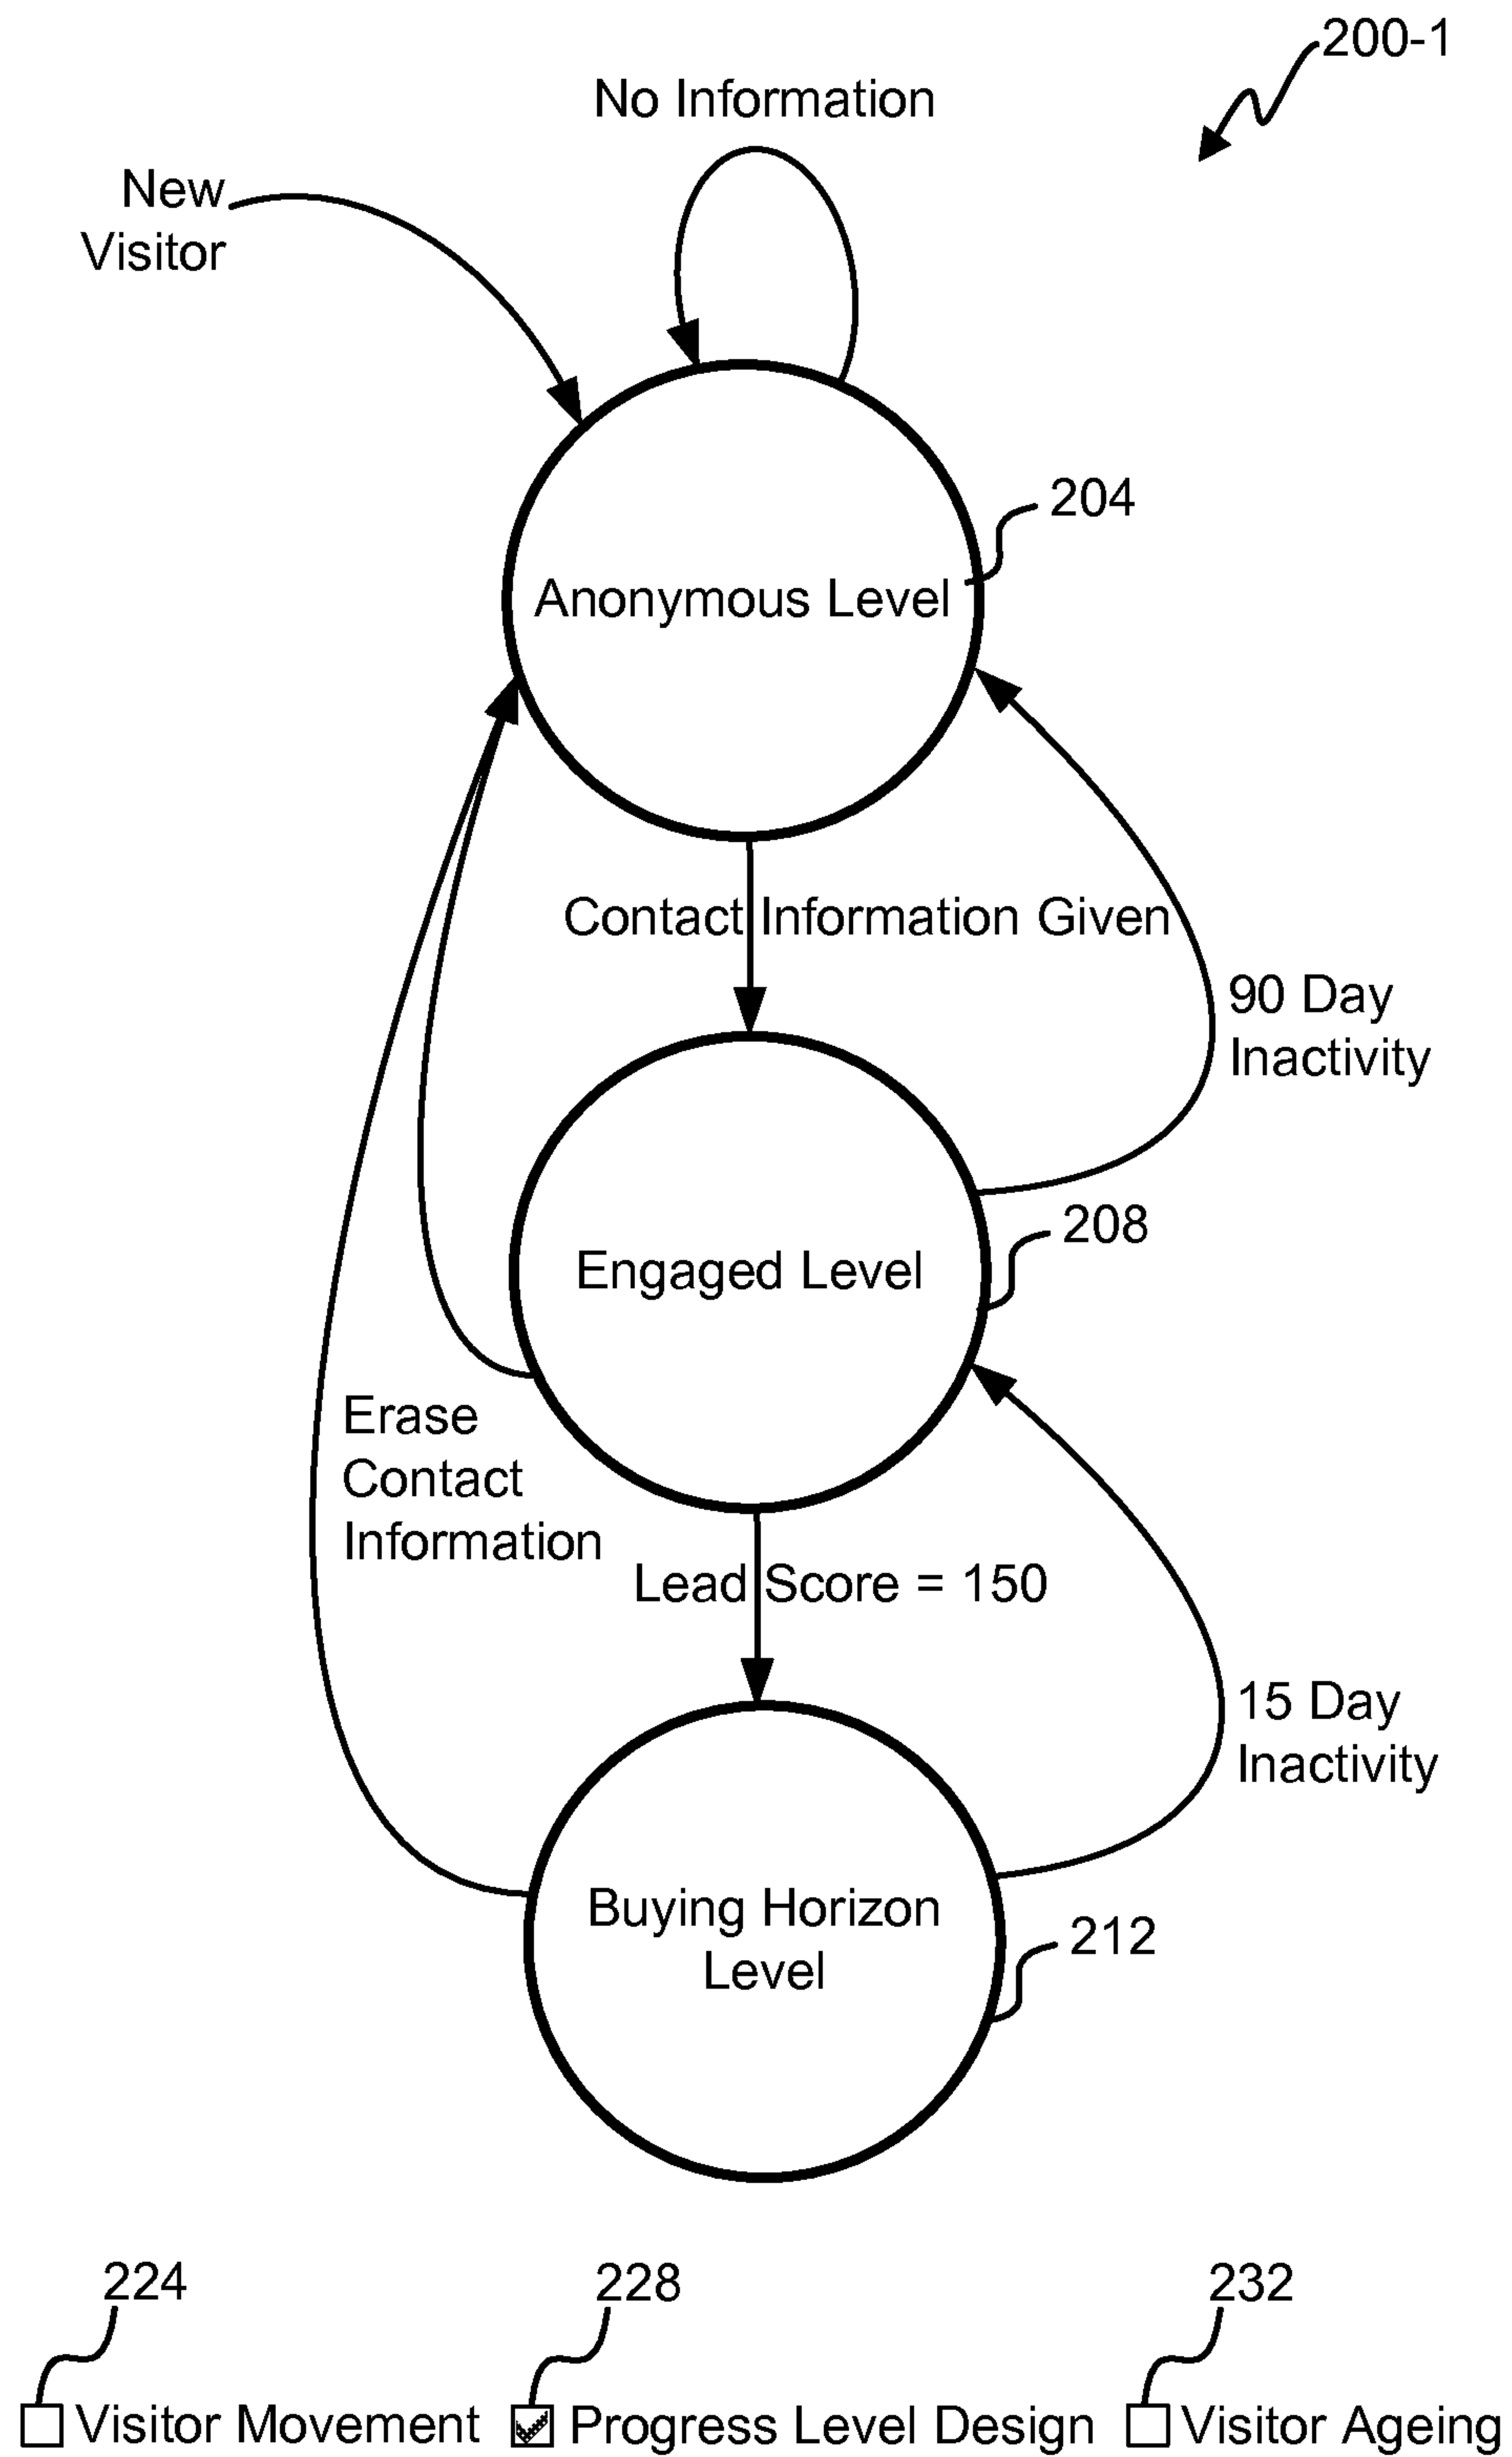 200-1
No Information
New
Visitor
204
Anonymous Level
Contact Information Given
90 Day
Inactivity
208
Engaged Level
Erase
Contact
Information
Lead Score = 150
15 Day
Inactivity
Buying Horizon
Level
212
224
228
232
Visitor Movement
Progress Level Design
Visitor Ageing